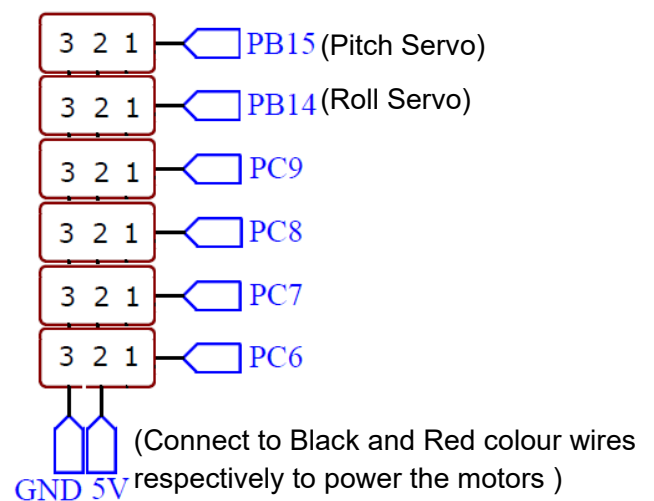 3 2 1 PB15 (Pitch Servo)
3 2 1 PB14 (Roll Servo)
3 2 1 PC9
3 2 1 PC8
3 2 1 PC7
3 2 1 PC6
(Connect to Black and Red colour wires
GND 5V respectively to power the motors )